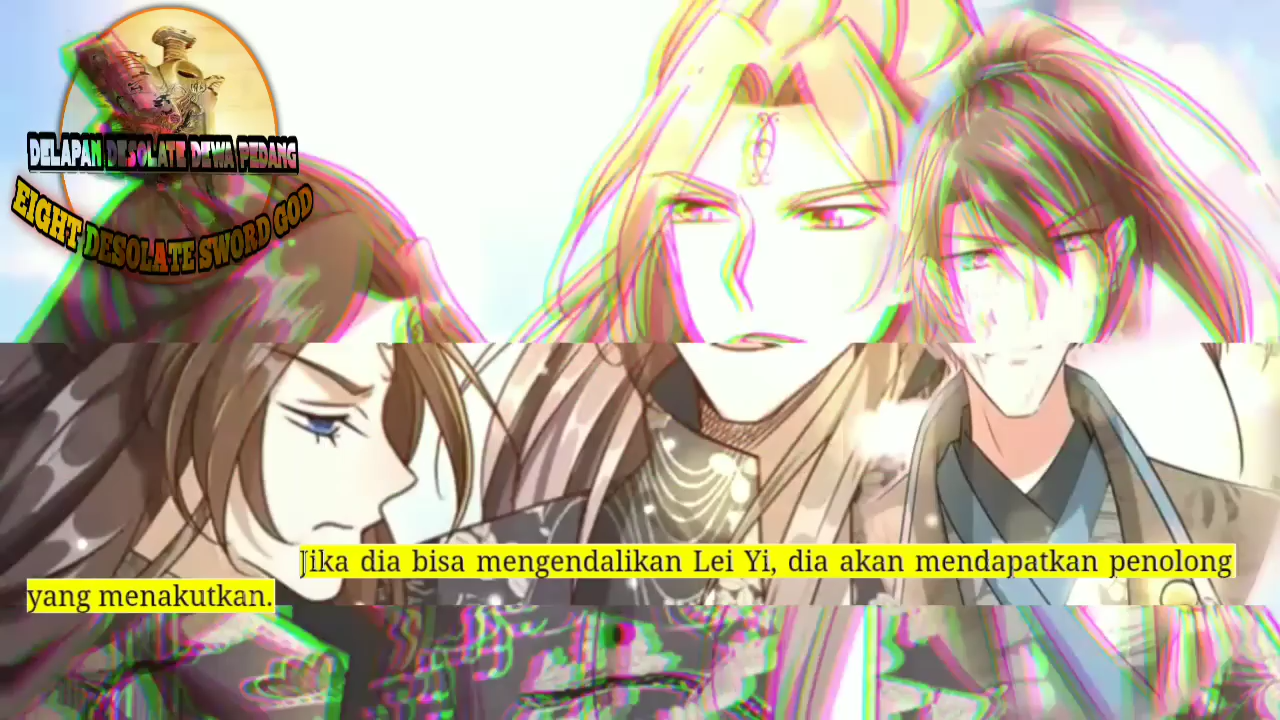 DELAPAN DESOLATE DEWA PEDANG
EIGHT DESOLATE SWORD GOD
Jika dia bisa mengendalikan Lei Yi, dia akan mendapatkan penolong
yang menakutkan.